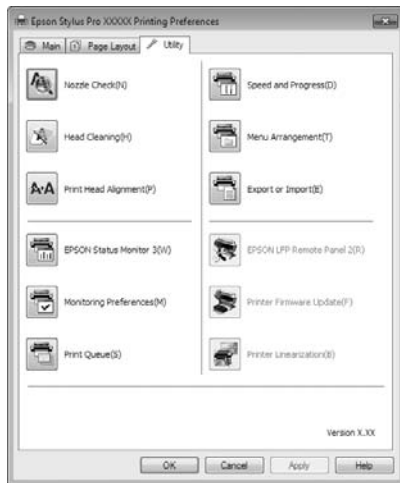 Epson Stylus Pro XXXXX Printing Preferences
Main
Page Layout
Utility
Nozzle Check(N)
Speed and Progress(D)
Head Cleaning(H)
Menu Arrangement(T)
A·A
Print Head Alignment(P)
Export or Import(E)
EPSON Status Monitor 3(W)
EPSON LFP Remote Panel 2(R)
Monitoring Preferences(M)
Printer Firmware Update(F)
Print Queue(S)
Printer Linearization(B)
Version X.XX
OK
Cancel
Apply
Help